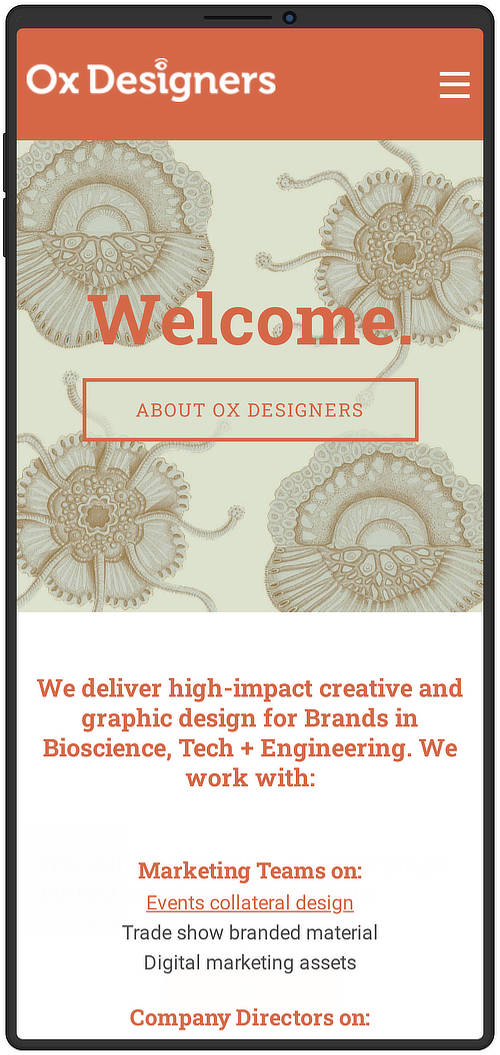 Ox Designers
Welcome.
ABOUT OX DESIGNERS
We deliver high-impact creative and
graphic design for Brands in
Bioscience, Tech + Engineering. We
work with:
Marketing Teams on:
Events collateral design
Trade show branded material
Digital marketing assets
Company Directors on: